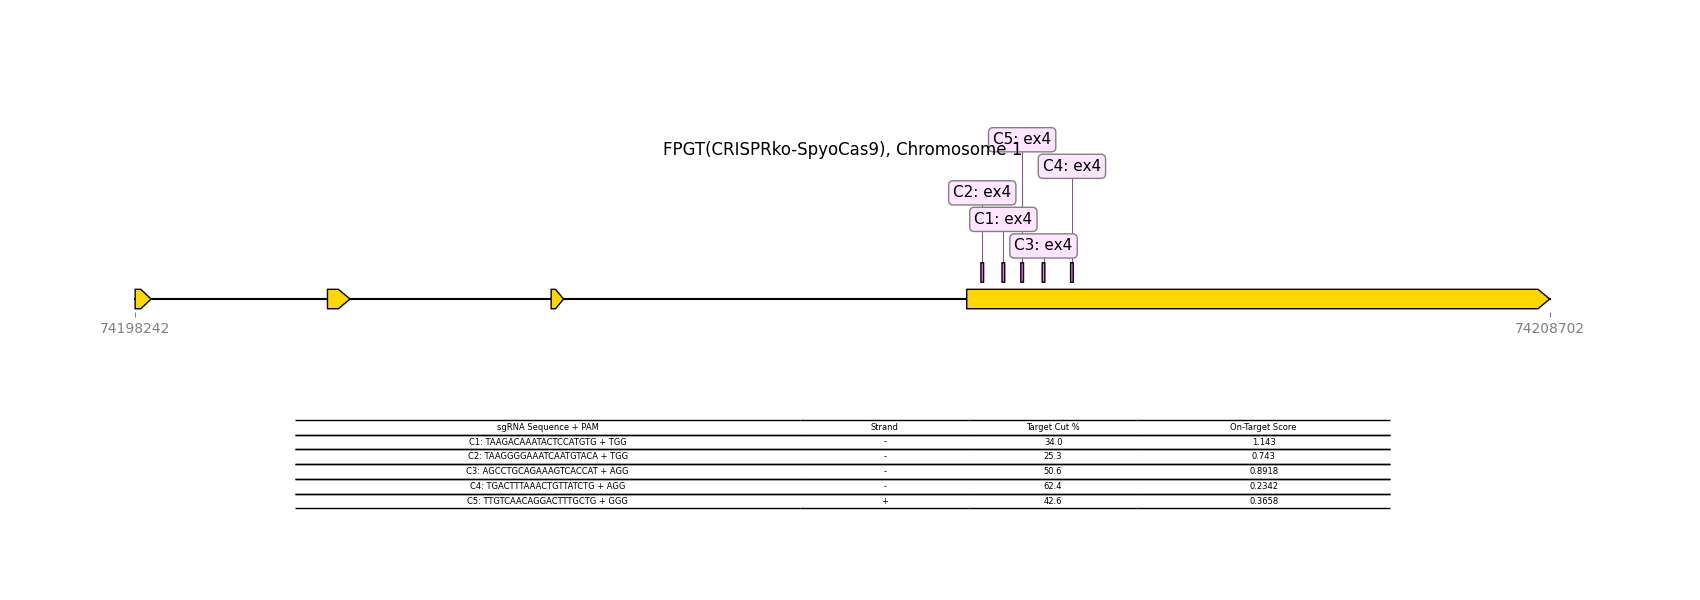 C5: ex4
FPGT(CRISPRko-SpyoCas9), Chromosome 1
C4: ex4
C2: ex4
C1: ex4
C3: ex4
74198242 74208702
sgRNA Sequence + PAM Strand Target Cut % On-Target Score
C1: TAAGACAAATACTCCATGTG + TGG - 34.0 1.143
C2: TAAGGGGAAATCAATGTACA + TGG - 25.3 0.743
C3: AGCCTGCAGAAAGTCACCAT + AGG - 50.6 0.8918
C4: TGACTTTAAACTGTTATCTG + AGG - 62.4 0.2342
C5: TTGTCAACAGGACTTTGCTG + GGG + 42.6 0.3658